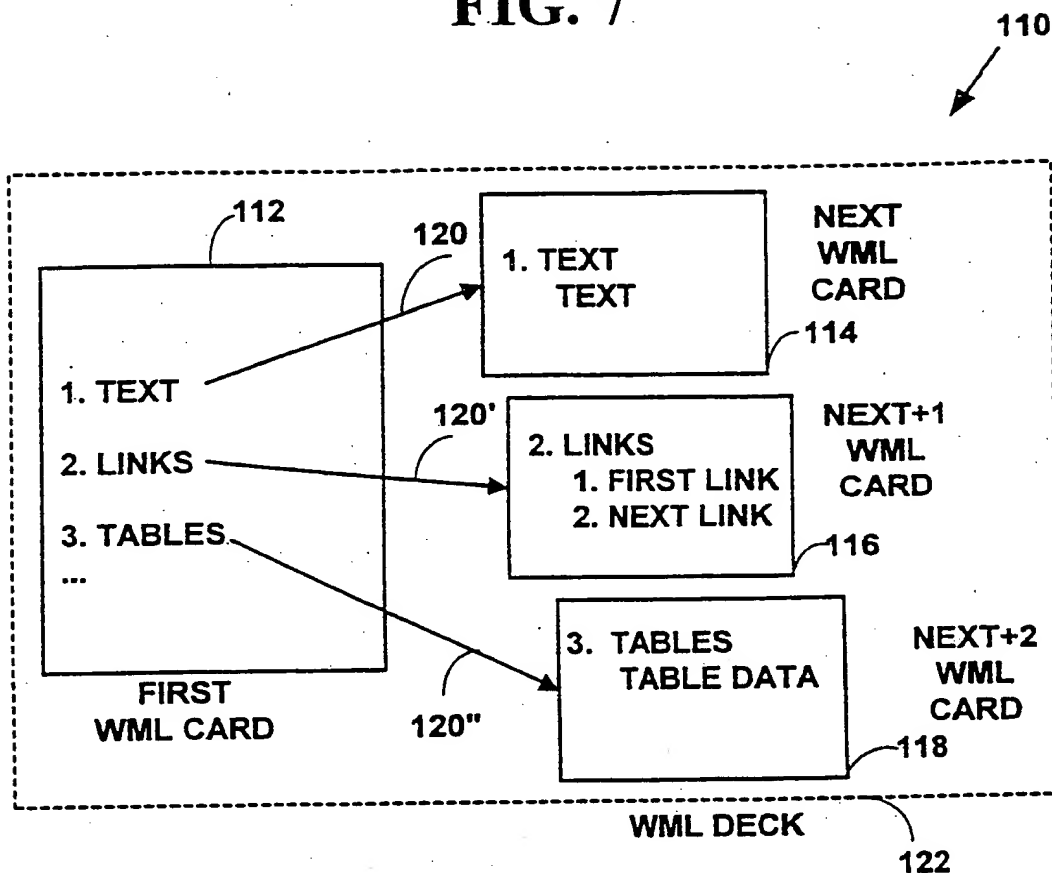 FIG. 7
110
112
1. TEXT
2. LINKS
3. TABLES
...
FIRST
WML CARD
120
120'
120"
1. TEXT
TEXT
NEXT
WML
CARD
114
2. LINKS
1. FIRST LINK
2. NEXT LINK
NEXT+1
WML
CARD
116
3. TABLES
TABLE DATA
NEXT+2
WML
CARD
118
WML DECK
122